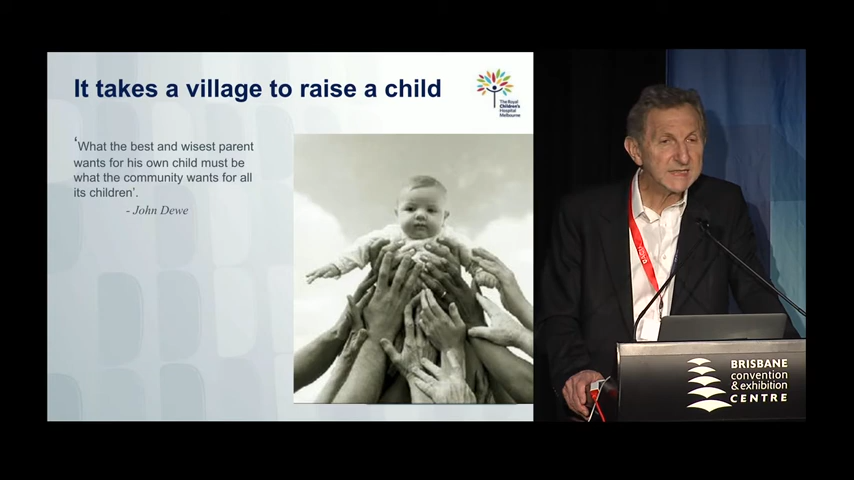 It takes a village to raise a child
The Royal
Children's
Hospital
Melbourne
‘What the best and wisest parent
wants for his own child must be
what the community wants for all
its children’.
- John Dewe
BRISBANE
convention
& exhibition
CENTRE